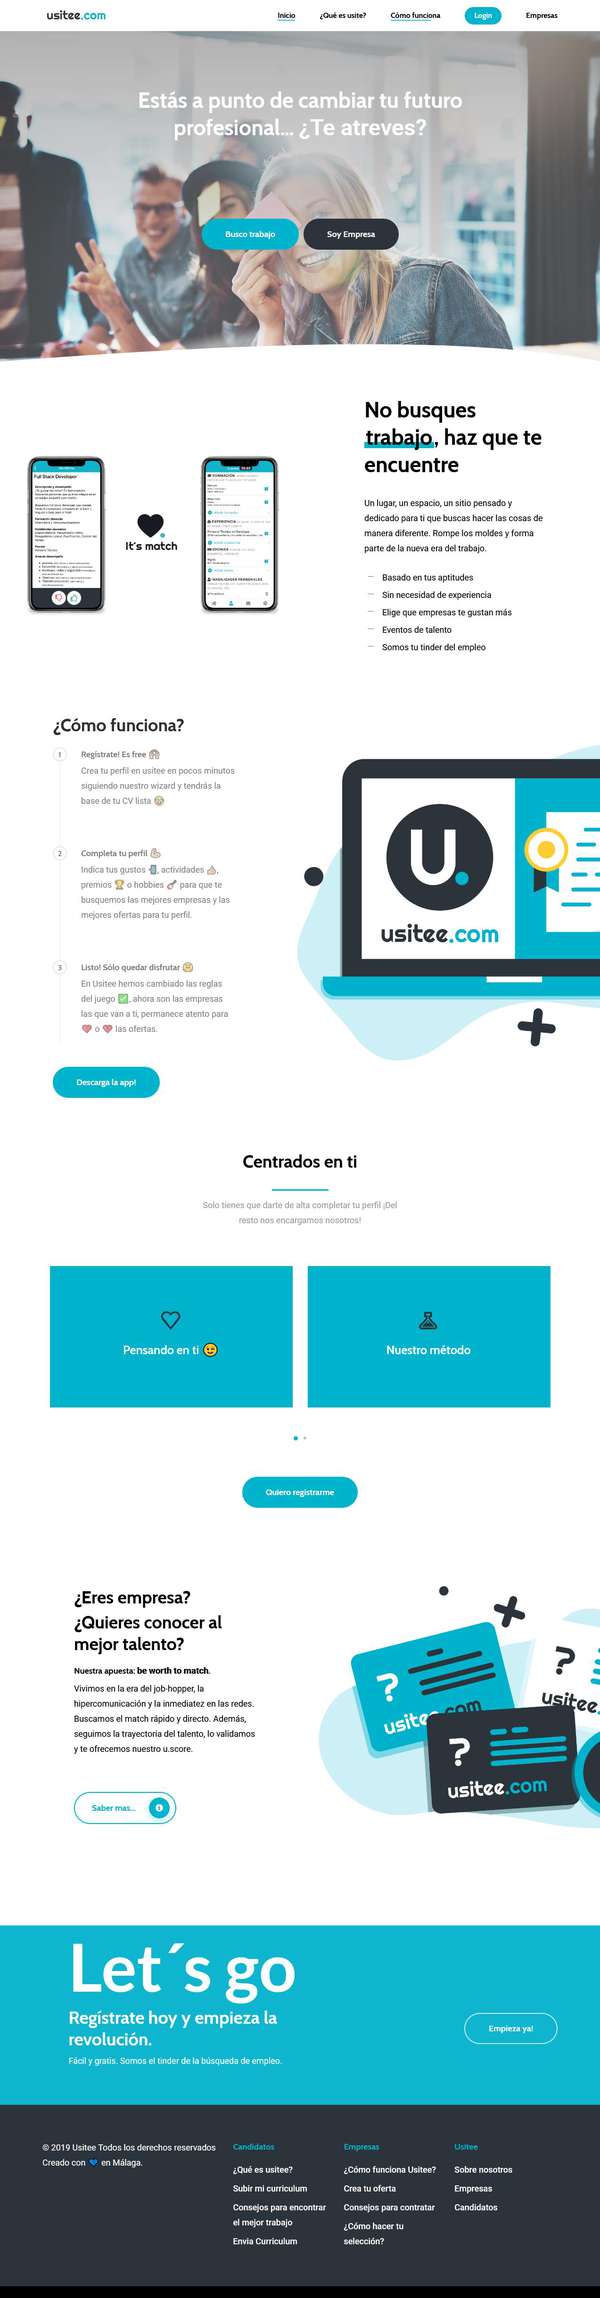 usitee.com
Inicio
¿Qué es usite?
Cómo funciona
Login
Empresas
Estás a punto de cambiar tu futuro
profesional... ¿Te atreves?
Busco trabajo
Soy Empresa
No busques
trabajo, haz que te
encuentre
Full Stack Developer
It's match
Un lugar, un espacio, un sitio pensado y
dedicado para ti que buscas hacer las cosas de
manera diferente. Rompe los moldes y forma
parte de la nueva era del trabajo.
Basado en tus aptitudes
Sin necesidad de experiencia
Elige que empresas te gustan más
Eventos de talento
Somos tu tinder del empleo
¿Cómo funciona?
1
Regístrate! Es free
Crea tu perfil en usitee en pocos minutos
siguiendo nuestro wizard y tendrás la
base de tu CV lista
2
Completa tu perfil
Indica tus gustos , actividades ,
premios o hobbies para que te
busquemos las mejores empresas y las
mejores ofertas para tu perfil.
3
Listo! Sólo quedar disfrutar
En Usitee hemos cambiado las reglas
del juego ✅, ahora son las empresas
las que van a ti, permanece atento para
o las ofertas.
U.
usitee.com
Descarga la app!
Centrados en ti
Solo tienes que darte de alta completar tu perfil ¡Del
resto nos encargamos nosotros!
Pensando en ti 😉
Nuestro método
Quiero registrarme
¿Eres empresa?
¿Quieres conocer al
mejor talento?
Nuestra apuesta: be worth to match.
Vivimos en la era del job-hopper, la
hipercomunicación y la inmediatez en las redes.
Buscamos el match rápido y directo. Además,
seguimos la trayectoria del talento, lo validamos
y te ofrecemos nuestro u.score.
Saber mas...
?
usitee.com
?
usitee.
?
usitee.com
Let´s go
Regístrate hoy y empieza la
revolución.
Fácil y gratis. Somos el tinder de la búsqueda de empleo.
Empieza ya!
© 2019 Usitee Todos los derechos reservados
Creado con 💙 en Málaga.
Candidatos
¿Qué es usitee?
Subir mi curriculum
Consejos para encontrar
el mejor trabajo
Envia Curriculum
Empresas
¿Cómo funciona Usitee?
Crea tu oferta
Consejos para contratar
¿Cómo hacer tu
selección?
Usitee
Sobre nosotros
Empresas
Candidatos